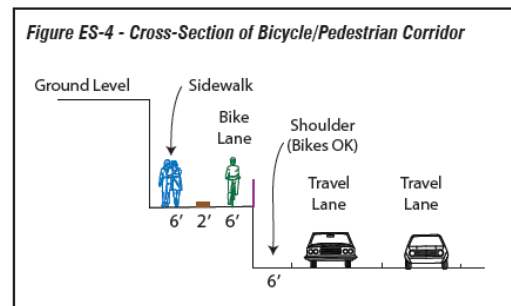 Figure ES-4 - Cross-Section of Bicycle/Pedestrian Corridor
Ground Level
Sidewalk
Bike
Lane
Shoulder
(Bikes OK)
Travel
Lane
Travel
Lane
6' 2' 6'
6'